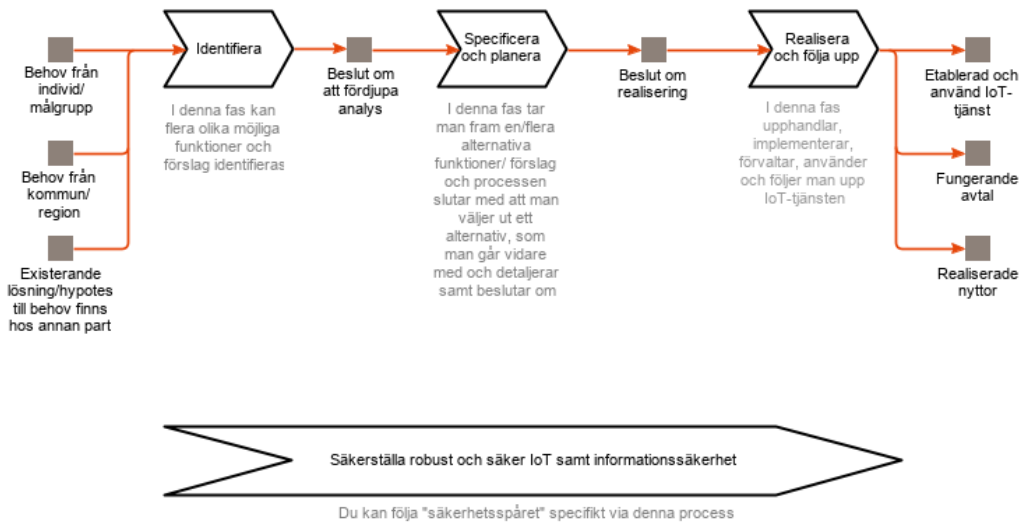 Behov från
individ/
målgrupp
Behov från
kommun/
region
Existerande
lösning/hypotes
till behov finns
hos annan part
Identifiera
I denna fas kan
flera olika möjliga
funktioner och
förslag identifieras
Beslut om
att fördjupa
analys
Specificera
och planera
I denna fas tar
man fram en/flera
alternativa
funktioner/ förslag
och processen
slutar med att man
väljer ut ett
alternativ, som
man går vidare
med och detaljerar
samt beslutar om
Beslut om
realisering
Realisera
och följa upp
I denna fas
upphandlar,
implementerar,
förvaltar, använder
och följer man upp
IoT-tjänsten
Etablerad och
använd IoT-
tjänst
Fungerande
avtal
Realiserade
nyttor
Säkerställa robust och säker IoT samt informationssäkerhet
Du kan följa "säkerhetsspåret" specifikt via denna process